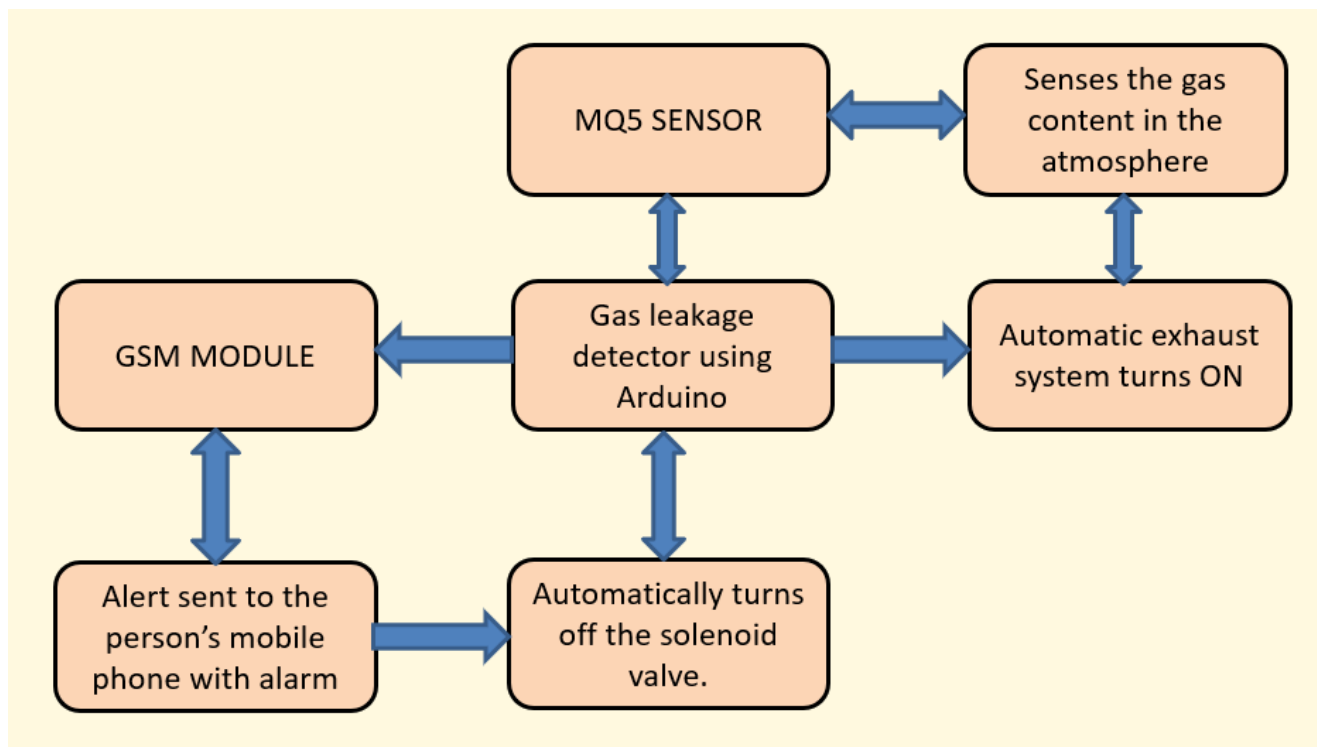 MQ5 SENSOR
Senses the gas
content in the
atmosphere
GSM MODULE
Gas leakage
detector using
Arduino
Automatic exhaust
system turns ON
Alert sent to the
person’s mobile
phone with alarm
Automatically turns
off the solenoid
valve.